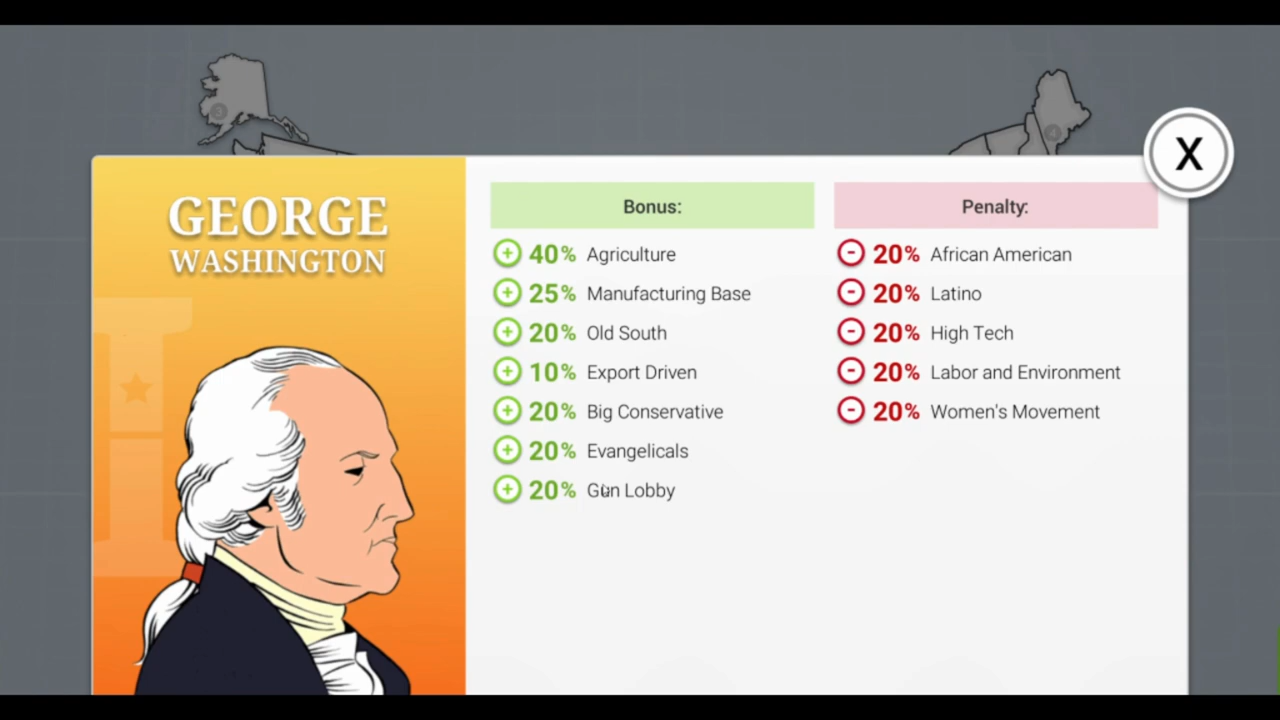 3
4
X
GEORGE
WASHINGTON
Bonus:
40% Agriculture
25% Manufacturing Base
20% Old South
10% Export Driven
20% Big Conservative
20% Evangelicals
20% Gun Lobby
Penalty:
20% African American
20% Latino
20% High Tech
20% Labor and Environment
20% Women's Movement